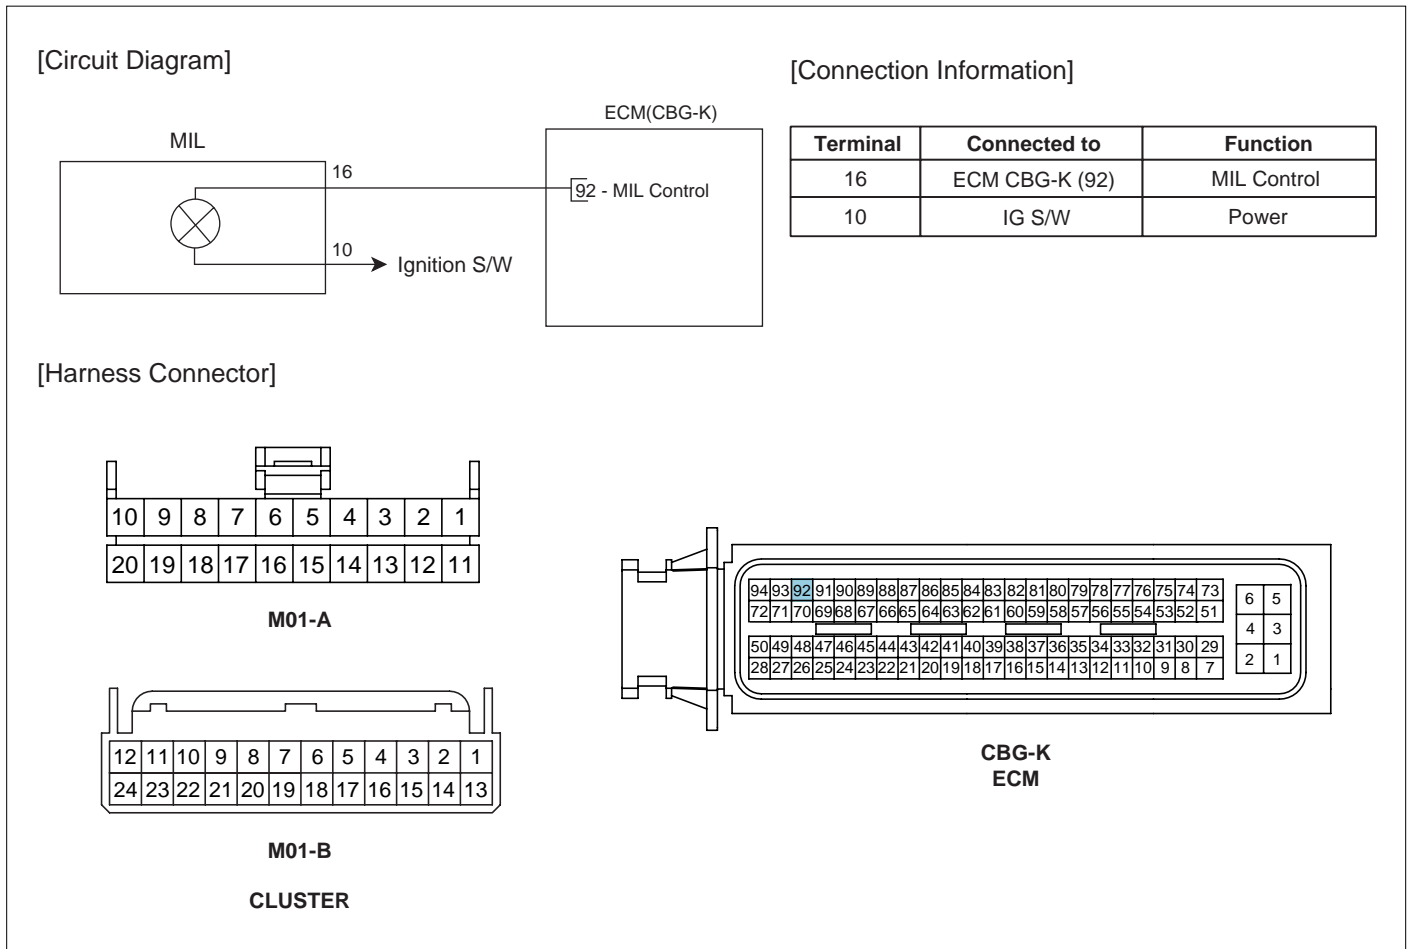 [Circuit Diagram]
MIL
16
10
Ignition S/W
ECM(CBG-K)
92 - MIL Control
[Connection Information]
Terminal Connected to Function
16 ECM CBG-K (92) MIL Control
10 IG S/W Power
[Harness Connector]
10 9 8 7 6 5 4 3 2 1
20 19 18 17 16 15 14 13 12 11
M01-A
12 11 10 9 8 7 6 5 4 3 2 1
24 23 22 21 20 19 18 17 16 15 14 13
M01-B
CLUSTER
94 93 92 91 90 89 88 87 86 85 84 83 82 81 80 79 78 77 76 75 74 73
72 71 70 69 68 67 66 65 64 63 62 61 60 59 58 57 56 55 54 53 52 51
50 49 48 47 46 45 44 43 42 41 40 39 38 37 36 35 34 33 32 31 30 29
28 27 26 25 24 23 22 21 20 19 18 17 16 15 14 13 12 11 10 9 8 7
6 5
4 3
2 1
CBG-K
ECM